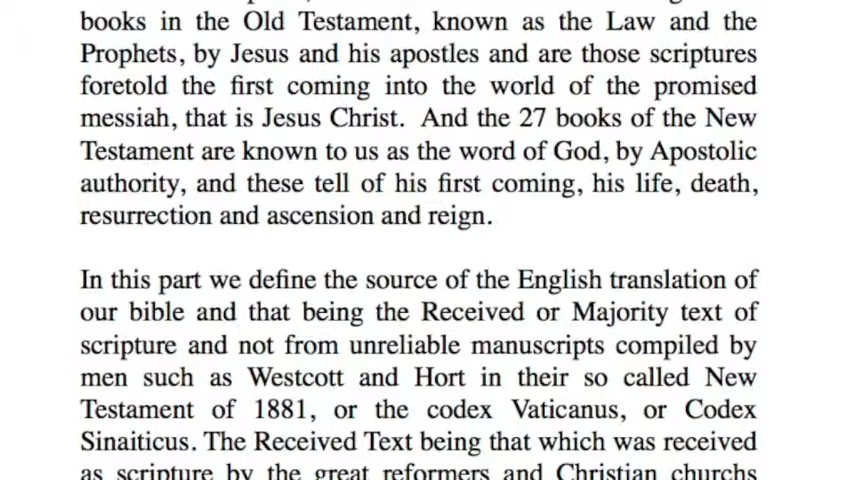 books in the Old Testament, known as the Law and the
Prophets, by Jesus and his apostles and are those scriptures
foretold the first coming into the world of the promised
messiah, that is Jesus Christ. And the 27 books of the New
Testament are known to us as the word of God, by Apostolic
authority, and these tell of his first coming, his life, death,
resurrection and ascension and reign.
In this part we define the source of the English translation of
our bible and that being the Received or Majority text of
scripture and not from unreliable manuscripts compiled by
men such as Westcott and Hort in their so called New
Testament of 1881, or the codex Vaticanus, or Codex
Sinaiticus. The Received Text being that which was received
as scripture by the great reformers and Christian churchs